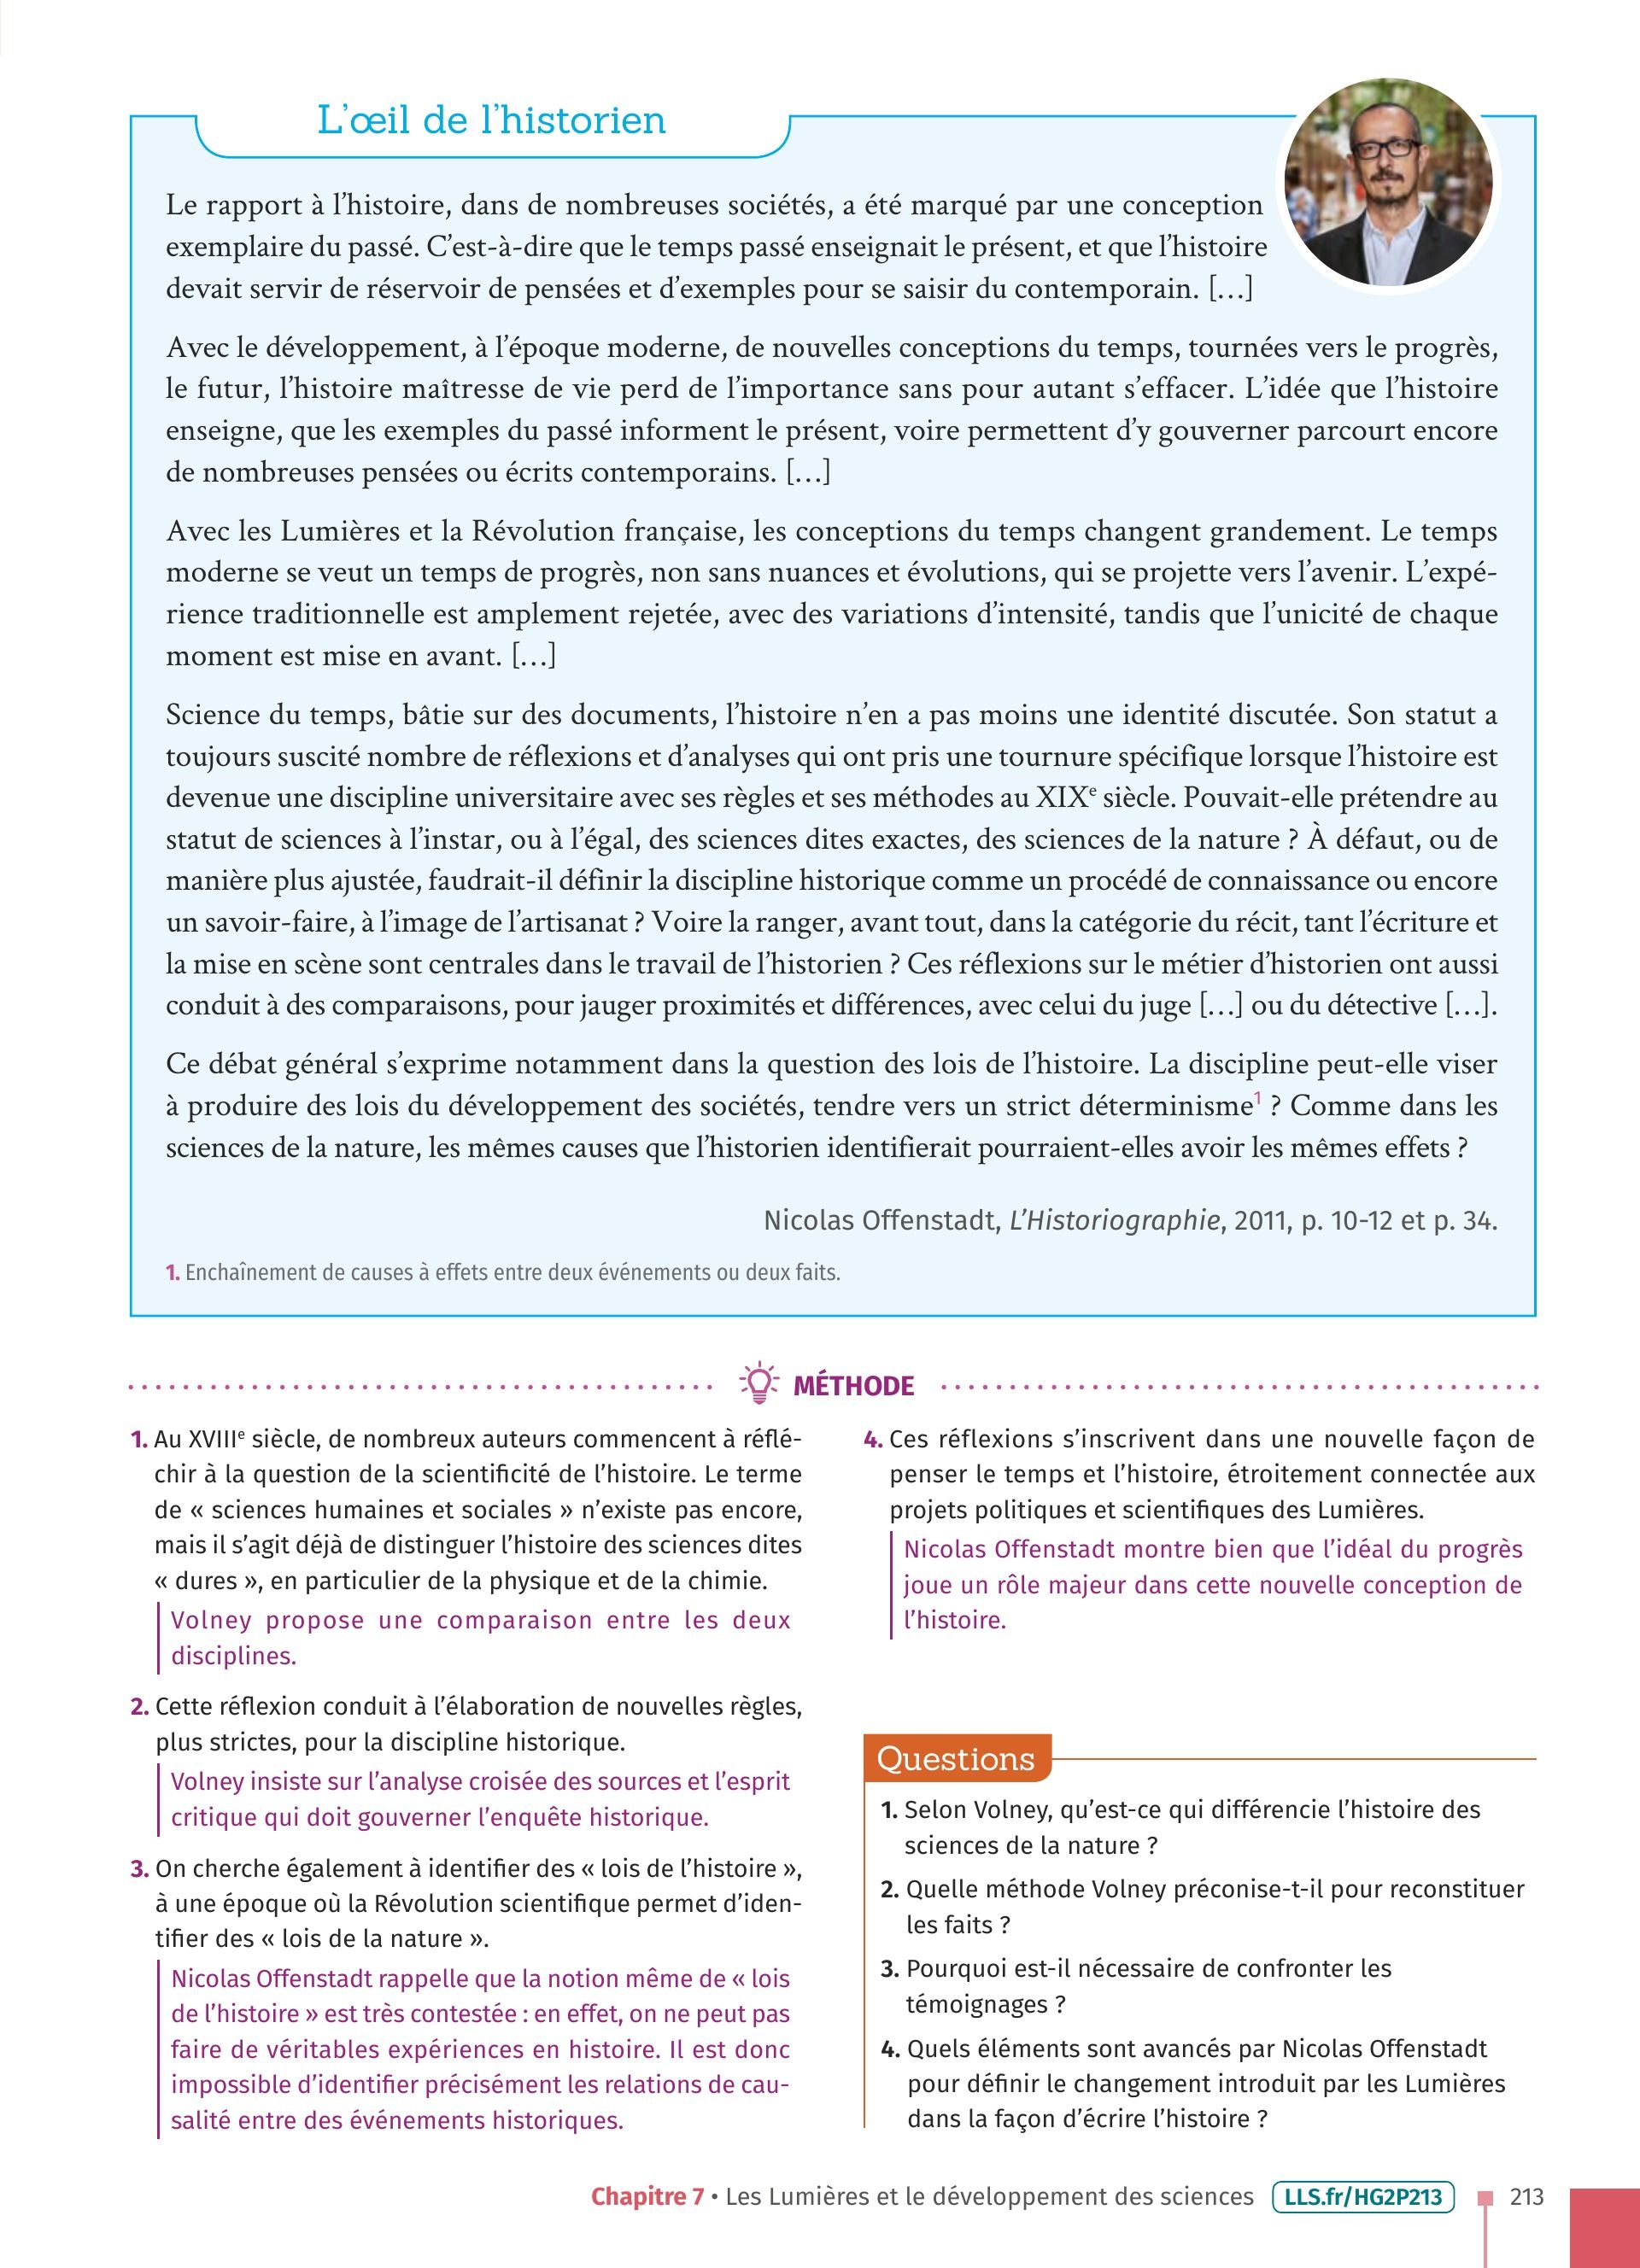 L’œil de l’historien
Le rapport à l’histoire, dans de nombreuses sociétés, a été marqué par une conception
exemplaire du passé. C’est-à-dire que le temps passé enseignait le présent, et que l’histoire
devait servir de réservoir de pensées et d’exemples pour se saisir du contemporain. […]
Avec le développement, à l’époque moderne, de nouvelles conceptions du temps, tournées vers le progrès,
le futur, l’histoire maîtresse de vie perd de l’importance sans pour autant s’effacer. L’idée que l’histoire
enseigne, que les exemples du passé informent le présent, voire permettent d’y gouverner parcourt encore
de nombreuses pensées ou écrits contemporains. […]
Avec les Lumières et la Révolution française, les conceptions du temps changent grandement. Le temps
moderne se veut un temps de progrès, non sans nuances et évolutions, qui se projette vers l’avenir. L’expé-
rience traditionnelle est amplement rejetée, avec des variations d’intensité, tandis que l’unicité de chaque
moment est mise en avant. […]
Science du temps, bâtie sur des documents, l’histoire n’en a pas moins une identité discutée. Son statut a
toujours suscité nombre de réflexions et d’analyses qui ont pris une tournure spécifique lorsque l’histoire est
devenue une discipline universitaire avec ses règles et ses méthodes au XIXe siècle. Pouvait-elle prétendre au
statut de sciences à l’instar, ou à l’égal, des sciences dites exactes, des sciences de la nature ? À défaut, ou de
manière plus ajustée, faudrait-il définir la discipline historique comme un procédé de connaissance ou encore
un savoir-faire, à l’image de l’artisanat ? Voire la ranger, avant tout, dans la catégorie du récit, tant l’écriture et
la mise en scène sont centrales dans le travail de l’historien ? Ces réflexions sur le métier d’historien ont aussi
conduit à des comparaisons, pour jauger proximités et différences, avec celui du juge […] ou du détective […].
Ce débat général s’exprime notamment dans la question des lois de l’histoire. La discipline peut-elle viser
à produire des lois du développement des sociétés, tendre vers un strict déterminisme1 ? Comme dans les
sciences de la nature, les mêmes causes que l’historien identifierait pourraient-elles avoir les mêmes effets ?
Nicolas Offenstadt, L’Historiographie, 2011, p. 10-12 et p. 34.
1. Enchaînement de causes à effets entre deux événements ou deux faits.
MÉTHODE
1. Au XVIIIe siècle, de nombreux auteurs commencent à réflé-
chir à la question de la scientificité de l’histoire. Le terme
de « sciences humaines et sociales » n’existe pas encore,
mais il s’agit déjà de distinguer l’histoire des sciences dites
« dures », en particulier de la physique et de la chimie.
Volney propose une comparaison entre les deux
disciplines.
2. Cette réflexion conduit à l’élaboration de nouvelles règles,
plus strictes, pour la discipline historique.
Volney insiste sur l’analyse croisée des sources et l’esprit
critique qui doit gouverner l’enquête historique.
3. On cherche également à identifier des « lois de l’histoire »,
à une époque où la Révolution scientifique permet d’iden-
tifier des « lois de la nature ».
Nicolas Offenstadt rappelle que la notion même de « lois
de l’histoire » est très contestée : en effet, on ne peut pas
faire de véritables expériences en histoire. Il est donc
impossible d’identifier précisément les relations de cau-
salité entre des événements historiques.
4. Ces réflexions s’inscrivent dans une nouvelle façon de
penser le temps et l’histoire, étroitement connectée aux
projets politiques et scientifiques des Lumières.
Nicolas Offenstadt montre bien que l’idéal du progrès
joue un rôle majeur dans cette nouvelle conception de
l’histoire.
Questions
1. Selon Volney, qu’est-ce qui différencie l’histoire des
sciences de la nature ?
2. Quelle méthode Volney préconise-t-il pour reconstituer
les faits ?
3. Pourquoi est-il nécessaire de confronter les
témoignages ?
4. Quels éléments sont avancés par Nicolas Offenstadt
pour définir le changement introduit par les Lumières
dans la façon d’écrire l’histoire ?
Chapitre 7 • Les Lumières et le développement des sciences LLS.fr/HG2P213 213